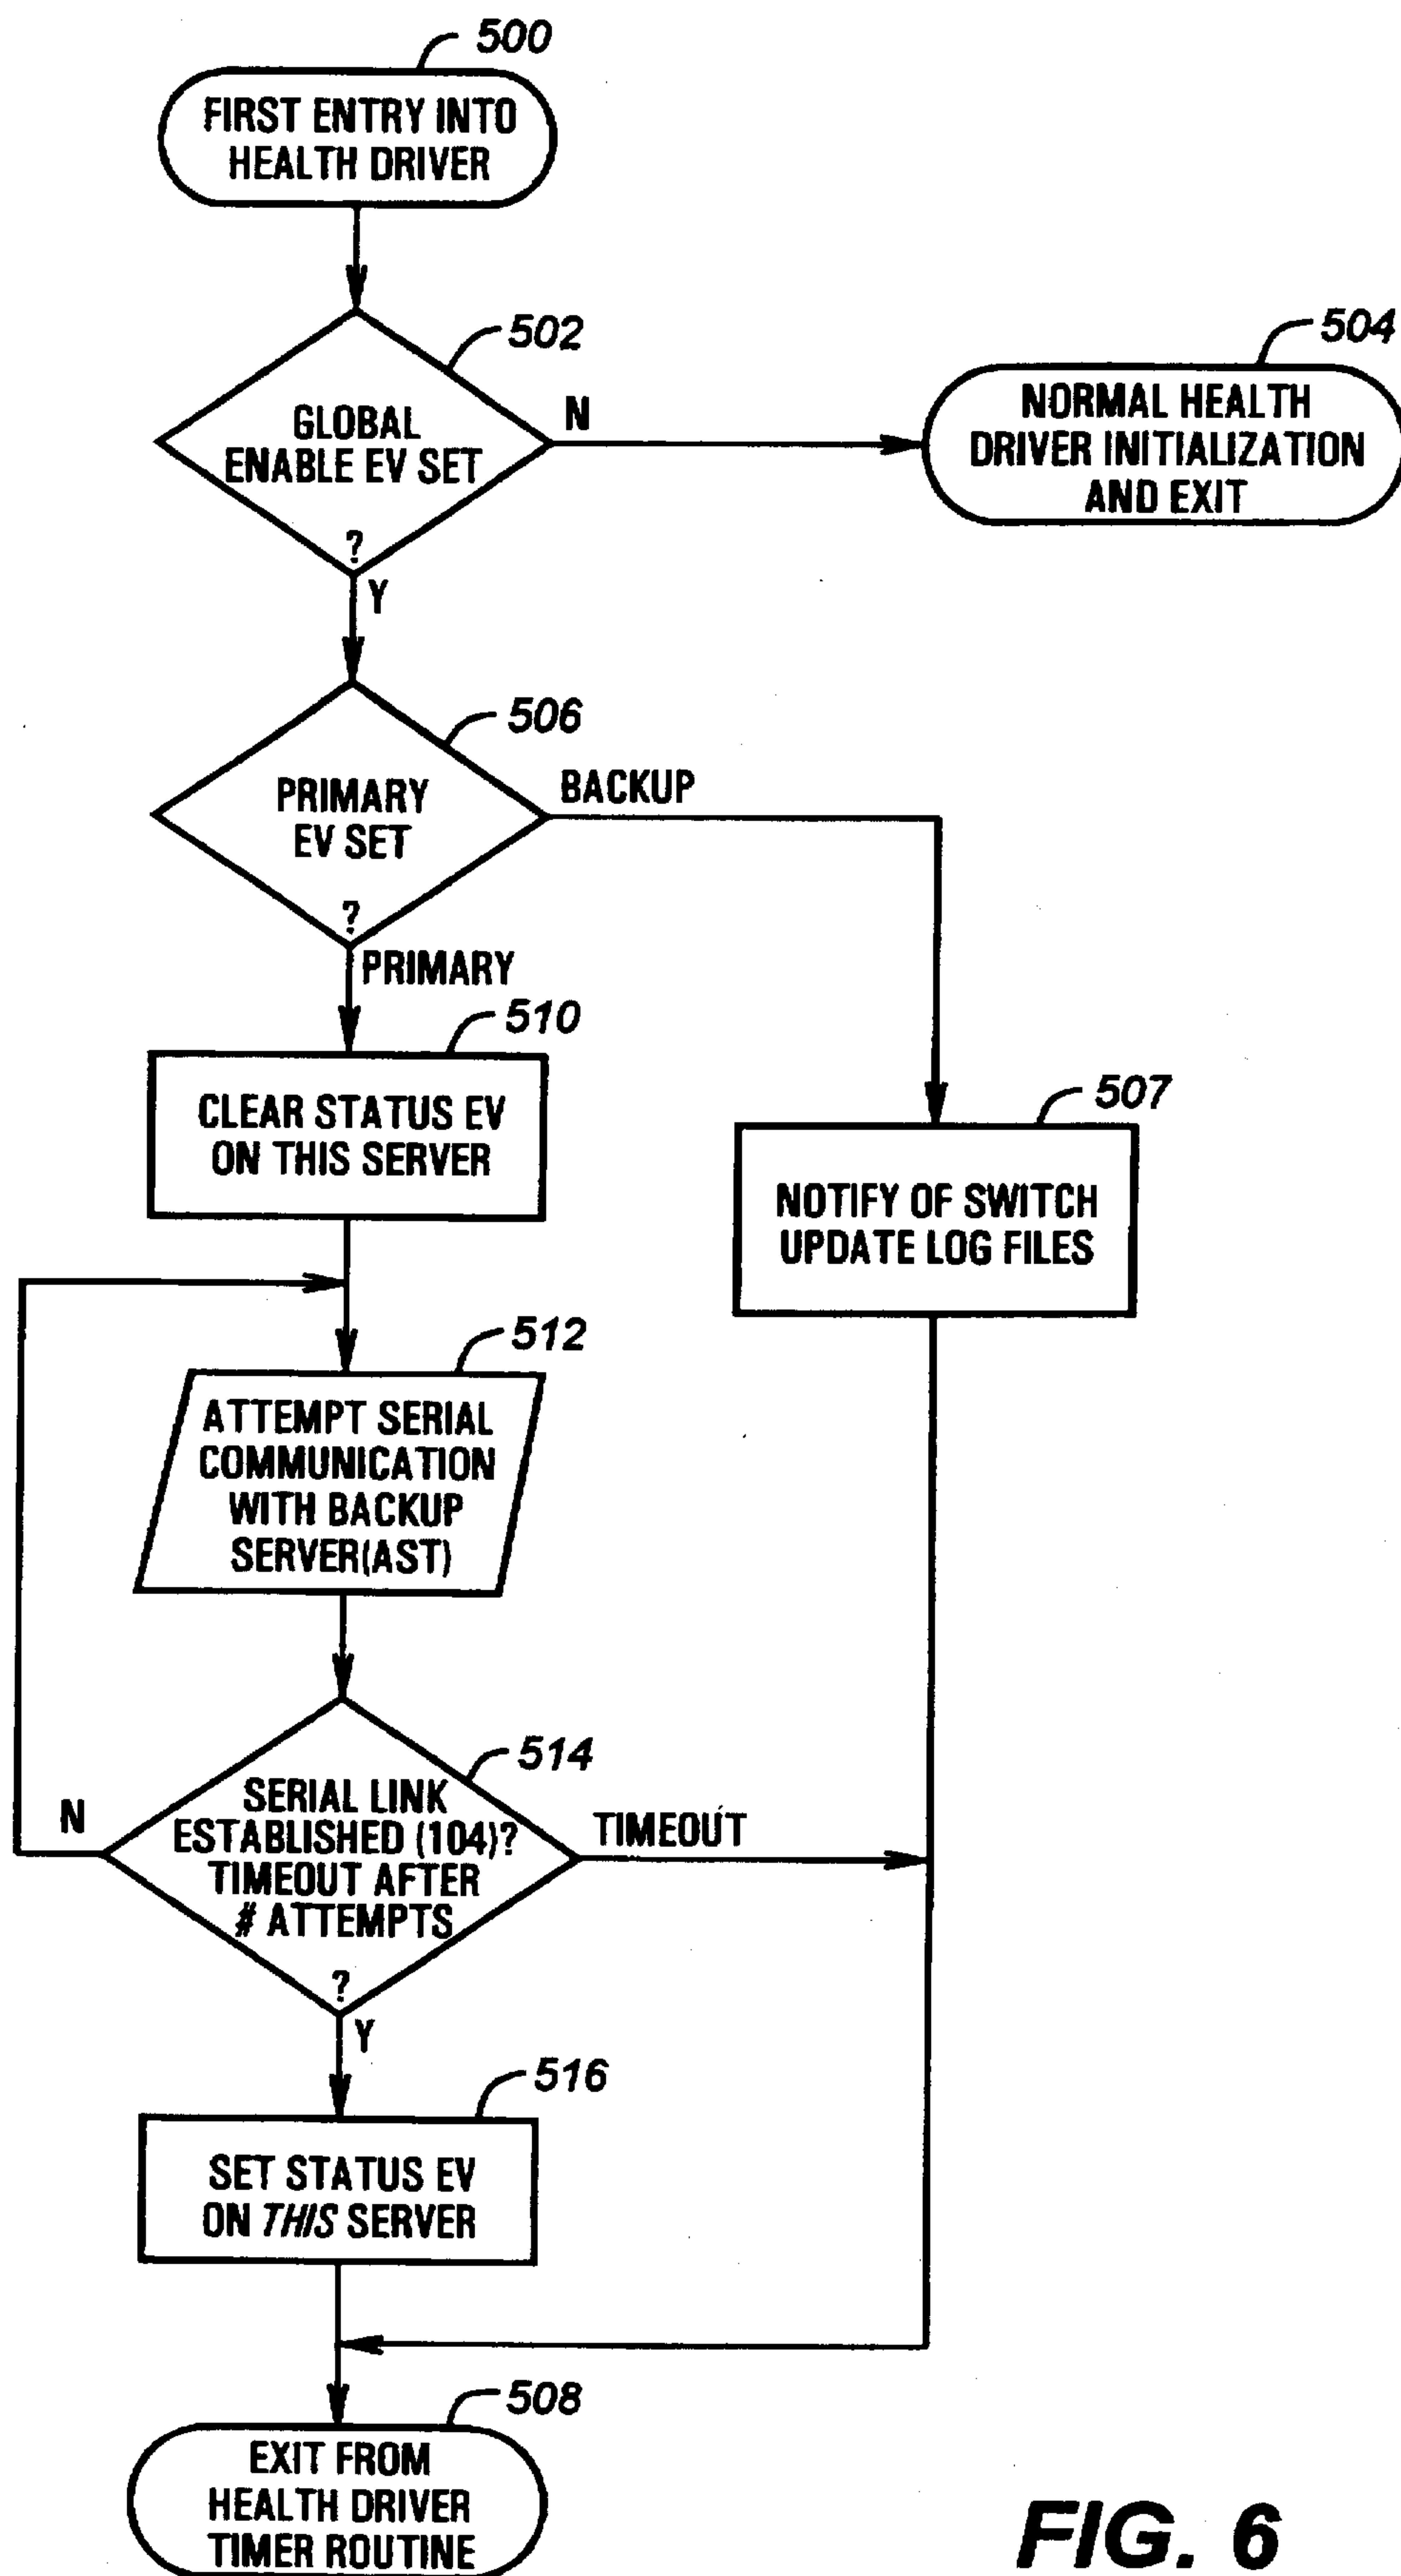 500
FIRST ENTRY INTO
HEALTH DRIVER
502
GLOBAL
ENABLE EV SET
?
N
Y
504
NORMAL HEALTH
DRIVER INITIALIZATION
AND EXIT
506
PRIMARY
EV SET
?
BACKUP
PRIMARY
510
CLEAR STATUS EV
ON THIS SERVER
507
NOTIFY OF SWITCH
UPDATE LOG FILES
512
ATTEMPT SERIAL
COMMUNICATION
WITH BACKUP
SERVER(AST)
514
SERIAL LINK
ESTABLISHED (104)?
TIMEOUT AFTER
# ATTEMPTS
?
N
TIMEOUT
Y
516
SET STATUS EV
ON THIS SERVER
508
EXIT FROM
HEALTH DRIVER
TIMER ROUTINE
FIG. 6